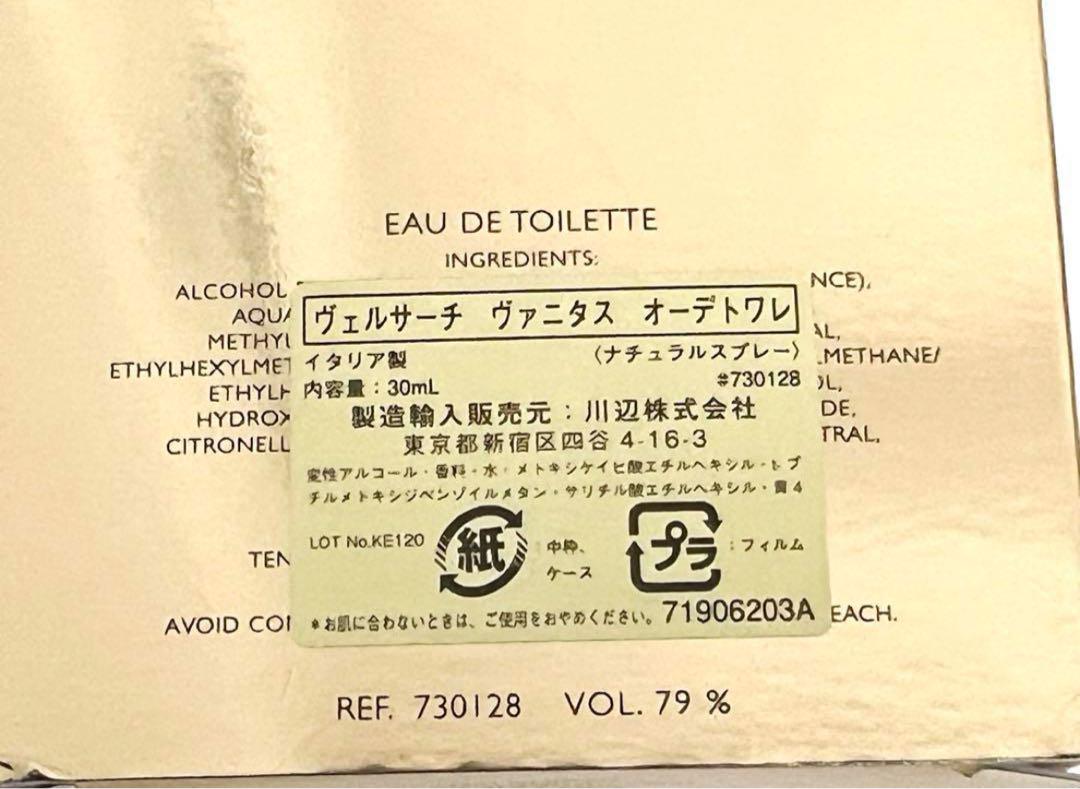 EAU DE TOILETTE
INGREDIENTS:
ALCOHOL NCE),
AQUA
METHYL AL,
ETHYLHEXYLMET LMETHANE/
ETHYLH OL,
HYDROX DE,
CITRONELL TRAL,
ヴェルサーチ ヴァニタス オーデトワレ
イタリア製 〈ナチュラルスプレー〉
内容量：30mL #730128
製造輸入販売元：川辺株式会社
東京都新宿区四谷4-16-3
変性アルコール・香料・水・メトキシケイヒ酸エチルヘキシル・t-ブ
チルメトキシジベンゾイルメタン・サリチル酸エチルヘキシル・黄4
LOT No.KE120 紙 中枠、ケース プラ：フィルム
*お肌に合わないときは、ご使用をおやめください。 71906203A
TEN
AVOID CON EACH.
REF. 730128 VOL. 79 %